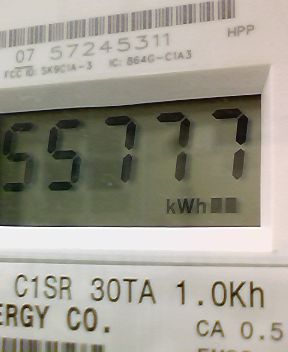 07 57245311
HPP
FCC ID: SK9C1A-3 IC: 864G-C1A3
55777
kWh
C1SR 30TA 1.0Kh
ERGY CO.
CA 0.5